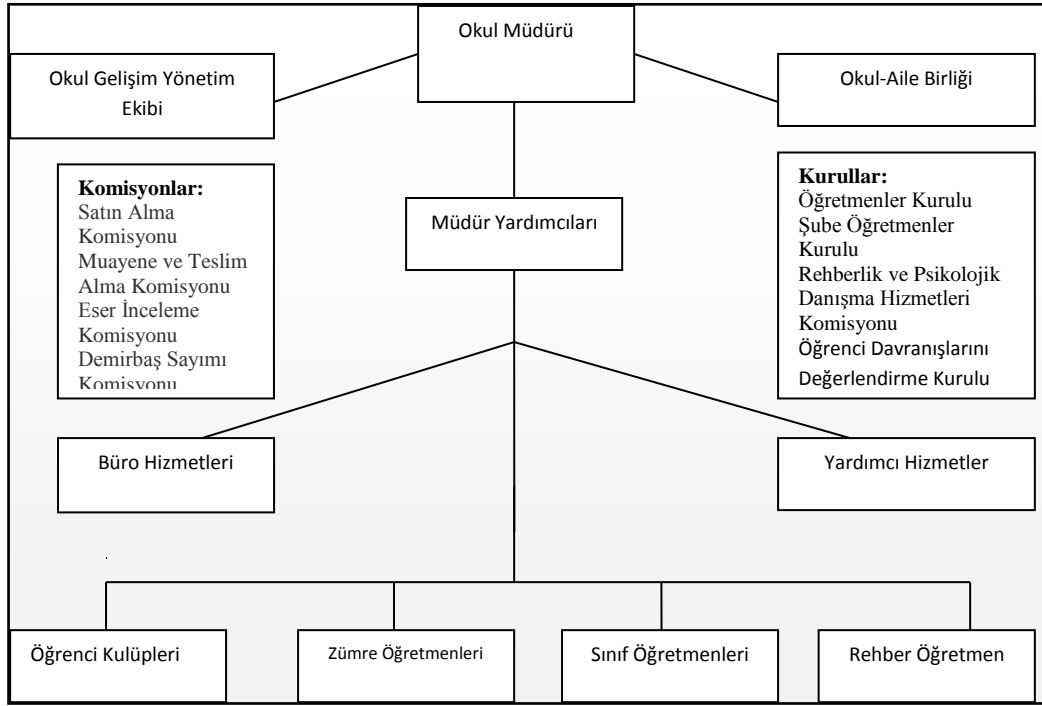 Okul Müdürü
Okul Gelişim Yönetim
Ekibi
Okul-Aile Birliği
Komisyonlar:
Satın Alma
Komisyonu
Muayene ve Teslim
Alma Komisyonu
Eser İnceleme
Komisyonu
Demirbaş Sayımı
Komisyonu
Müdür Yardımcıları
Kurullar:
Öğretmenler Kurulu
Şube Öğretmenler
Kurulu
Rehberlik ve Psikolojik
Danışma Hizmetleri
Komisyonu
Öğrenci Davranışlarını
Değerlendirme Kurulu
Büro Hizmetleri
Yardımcı Hizmetler
Öğrenci Kulüpleri
Zümre Öğretmenleri
Sınıf Öğretmenleri
Rehber Öğretmen